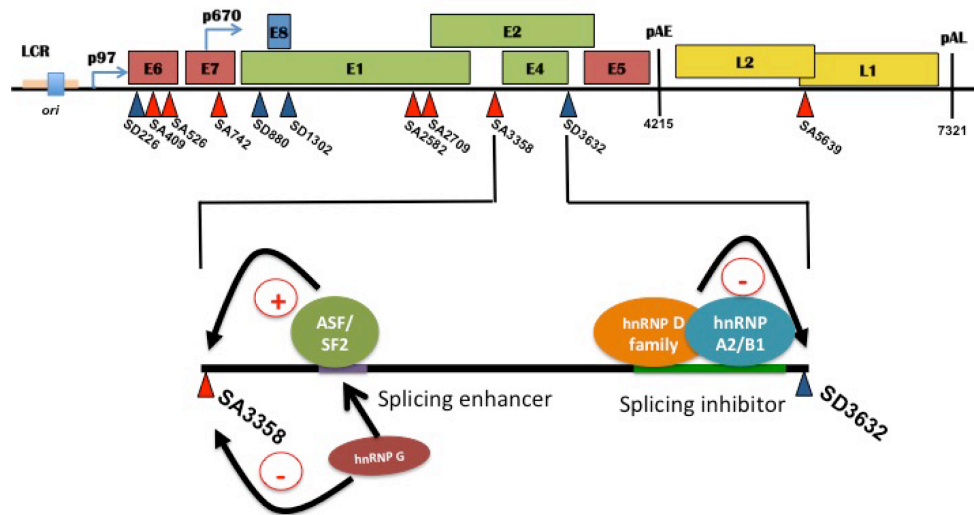 LCR
p97
p670
E8
E2
pAE
L2
pAL
E6
E7
E1
E4
E5
L1
ori
SD226
SA409
SA526
SA742
SD880
SD1302
SA2582
SA2709
SA3358
SD3632
4215
SA5639
7321
+
-
ASF/
SF2
hnRNP D
family
hnRNP
A2/B1
Splicing enhancer
Splicing inhibitor
SA3358
SD3632
hnRNP G
-